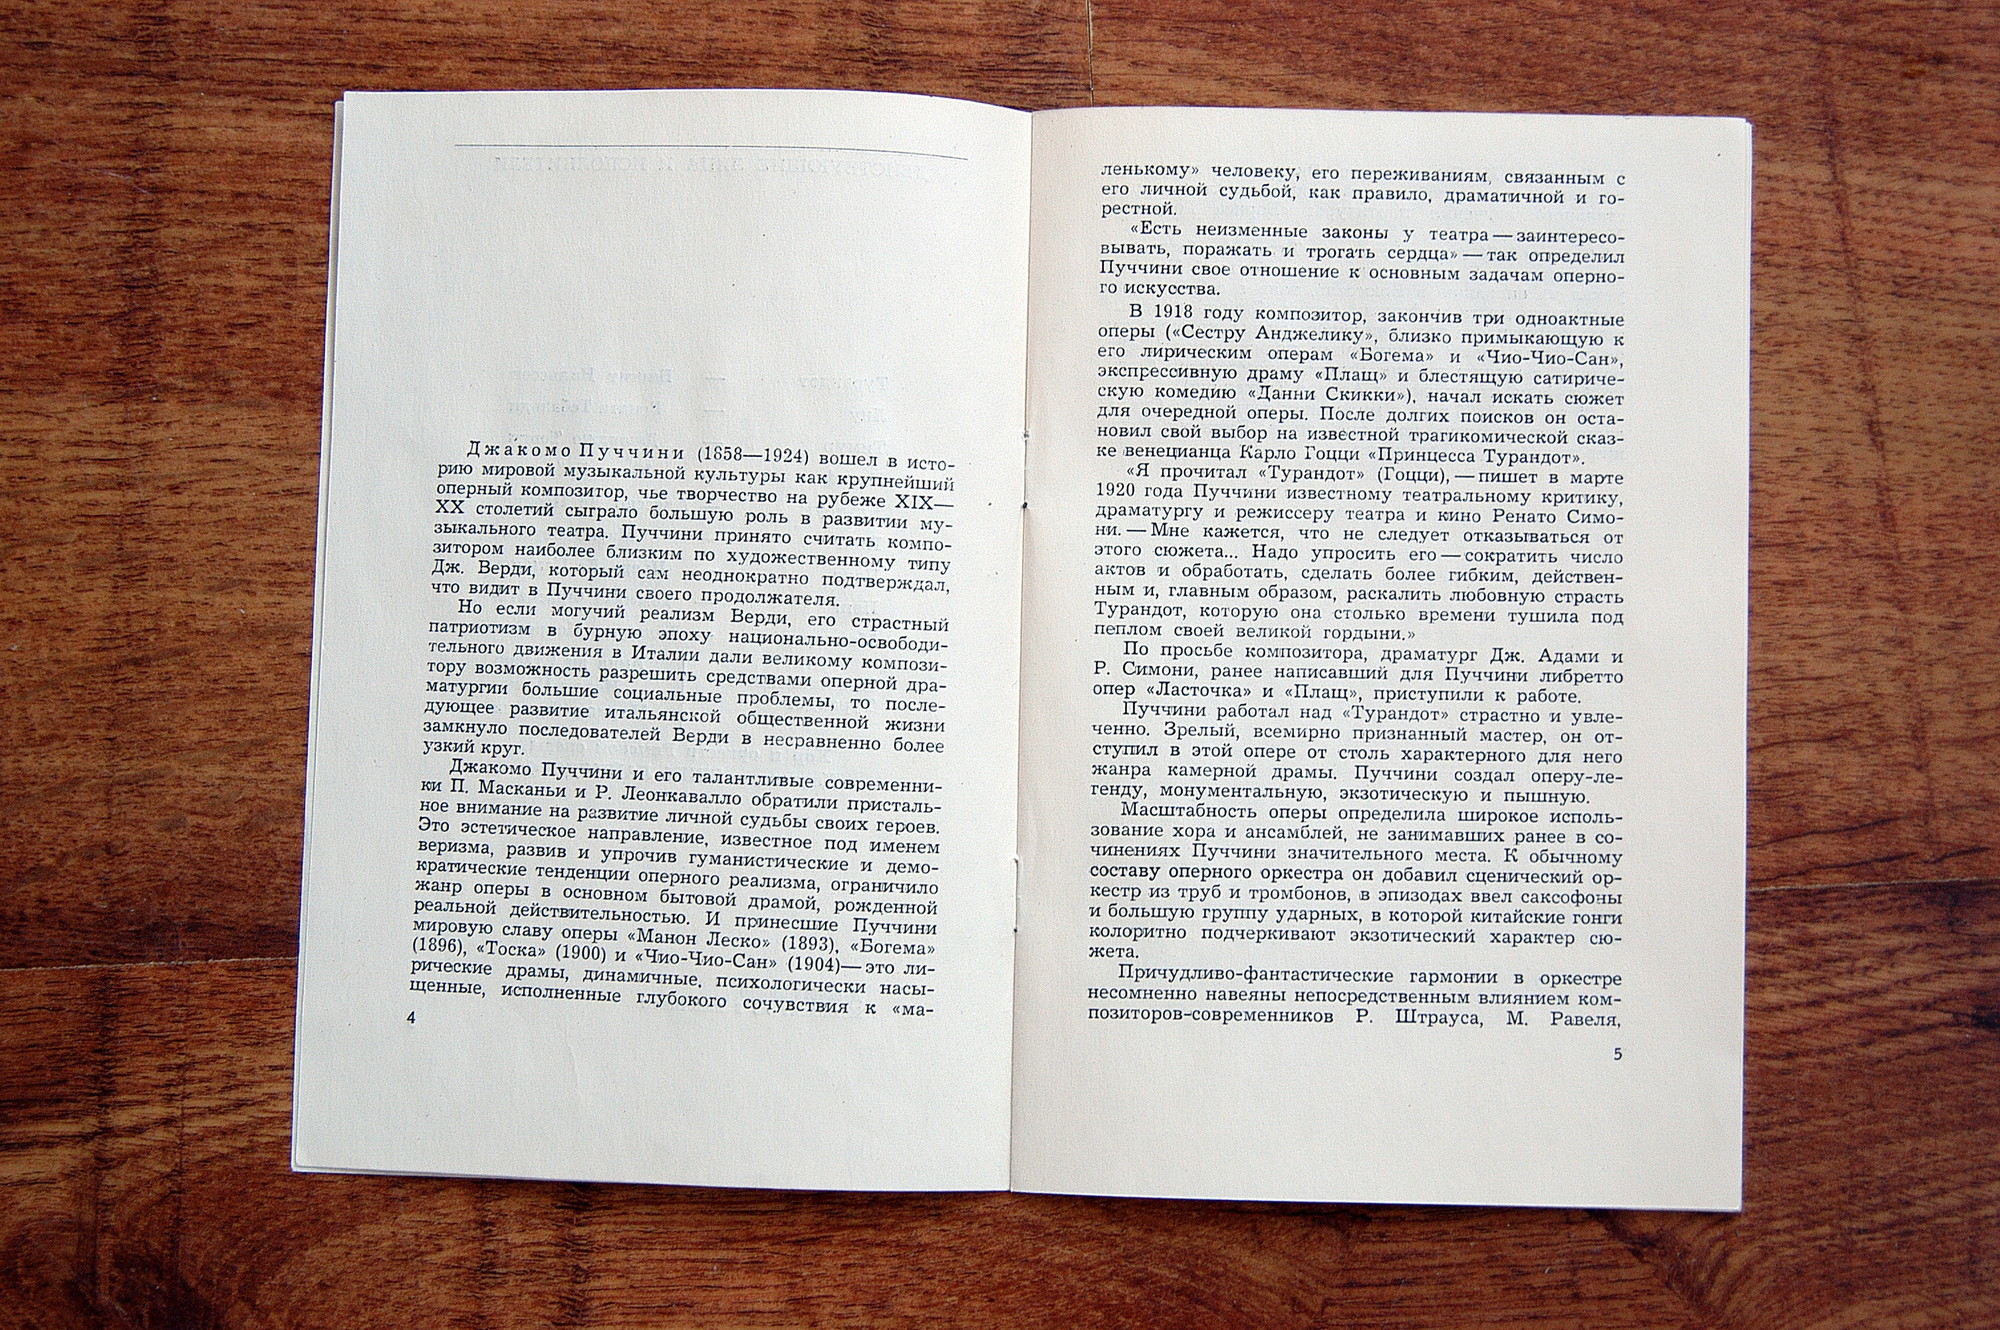 Джакомо Пуччини (1858—1924) вошел в исто-
рию мировой музыкальной культуры как крупнейший
оперный композитор, чье творчество на рубеже XIX—
XX столетий сыграло большую роль в развитии му-
зыкального театра. Пуччини принято считать компо-
зитором наиболее близким по художественному типу
Дж. Верди, который сам неоднократно подтверждал,
что видит в Пуччини своего продолжателя.
Но если могучий реализм Верди, его страстный
патриотизм в бурную эпоху национально-освободи-
тельного движения в Италии дали великому компози-
тору возможность разрешить средствами оперной дра-
матургии большие социальные проблемы, то после-
дующее развитие итальянской общественной жизни
замкнуло последователей Верди в несравненно более
узкий круг.
Джакомо Пуччини и его талантливые современни-
ки П. Масканьи и Р. Леонкавалло обратили присталь-
ное внимание на развитие личной судьбы своих героев.
Это эстетическое направление, известное под именем
веризма, развив и упрочив гуманистические и демо-
кратические тенденции оперного реализма, ограничило
жанр оперы в основном бытовой драмой, рожденной
реальной действительностью. И принесшие Пуччини
мировую славу оперы «Манон Леско» (1893), «Богема»
(1896), «Тоска» (1900) и «Чио-Чио-Сан» (1904)—это ли-
рические драмы, динамичные, психологически насы-
щенные, исполненные глубокого сочувствия к «ма-
4
ленькому» человеку, его переживаниям, связанным с
его личной судьбой, как правило, драматичной и го-
рестной.
«Есть неизменные законы у театра — заинтересо-
вывать, поражать и трогать сердца» — так определил
Пуччини свое отношение к основным задачам оперно-
го искусства.
В 1918 году композитор, закончив три одноактные
оперы («Сестру Анджелику», близко примыкающую к
его лирическим операм «Богема» и «Чио-Чио-Сан»,
экспрессивную драму «Плащ» и блестящую сатириче-
скую комедию «Данни Скикки»), начал искать сюжет
для очередной оперы. После долгих поисков он оста-
новил свой выбор на известной трагикомической сказ-
ке венецианца Карло Гоцци «Принцесса Турандот».
«Я прочитал «Турандот» (Гоцци), — пишет в марте
1920 года Пуччини известному театральному критику,
драматургу и режиссеру театра и кино Ренато Симо-
ни. — Мне кажется, что не следует отказываться от
этого сюжета... Надо упросить его — сократить число
актов и обработать, сделать более гибким, действен-
ным и, главным образом, раскалить любовную страсть
Турандот, которую она столько времени тушила под
пеплом своей великой гордыни.»
По просьбе композитора, драматург Дж. Адами и
Р. Симони, ранее написавший для Пуччини либретто
опер «Ласточка» и «Плащ», приступили к работе.
Пуччини работал над «Турандот» страстно и увле-
ченно. Зрелый, всемирно признанный мастер, он от-
ступил в этой опере от столь характерного для него
жанра камерной драмы. Пуччини создал оперу-ле-
генду, монументальную, экзотическую и пышную.
Масштабность оперы определила широкое исполь-
зование хора и ансамблей, не занимавших ранее в со-
чинениях Пуччини значительного места. К обычному
составу оперного оркестра он добавил сценический ор-
кестр из труб и тромбонов, в эпизодах ввел саксофоны
и большую группу ударных, в которой китайские гонги
колоритно подчеркивают экзотический характер сю-
жета.
Причудливо-фантастические гармонии в оркестре
несомненно навеяны непосредственным влиянием ком-
позиторов-современников Р. Штрауса, М. Равеля,
5